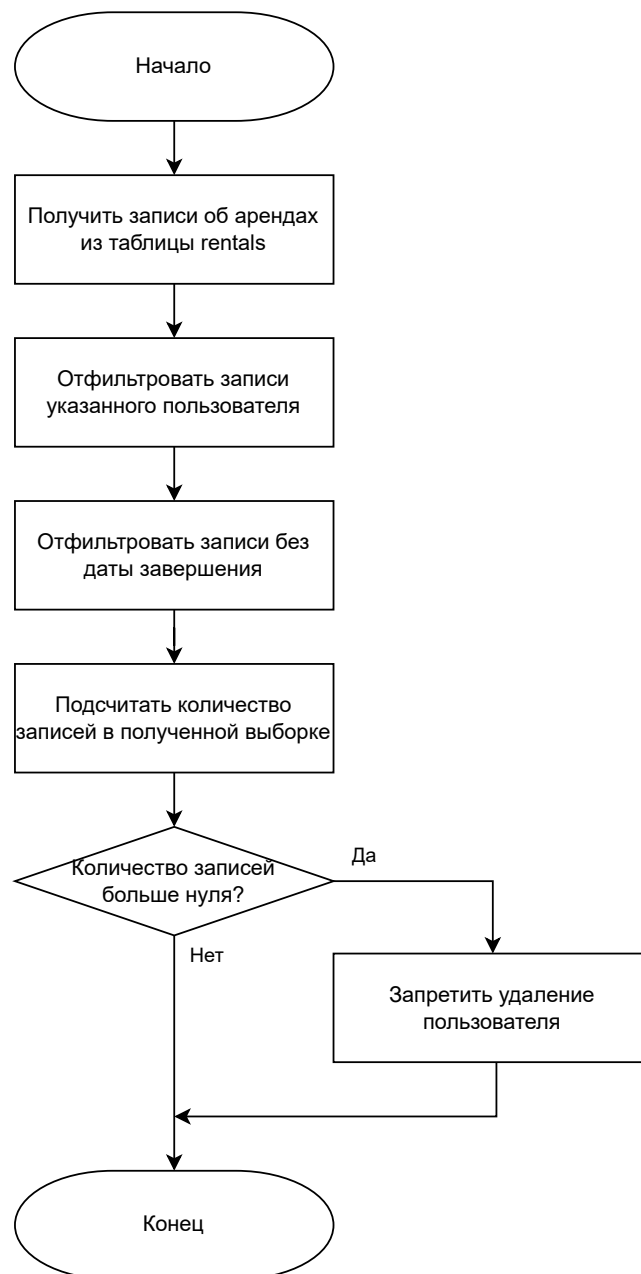 Начало
Получить записи об арендах
из таблицы rentals
Отфильтровать записи
указанного пользователя
Отфильтровать записи без
даты завершения
Подсчитать количество
записей в полученной выборке
Количество записей
больше нуля?
Да
Нет
Запретить удаление
пользователя
Конец